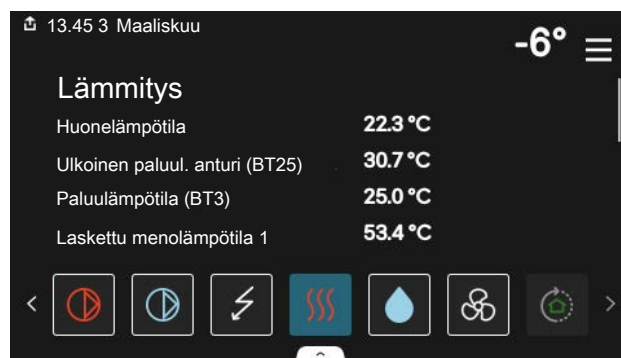 13.45 3 Maaliskuu
-6°
Lämmitys
Huonelämpötila 22.3 °C
Ulkoinen paluul. anturi (BT25) 30.7 °C
Paluulämpötila (BT3) 25.0 °C
Laskettu menolämpötila 1 53.4 °C